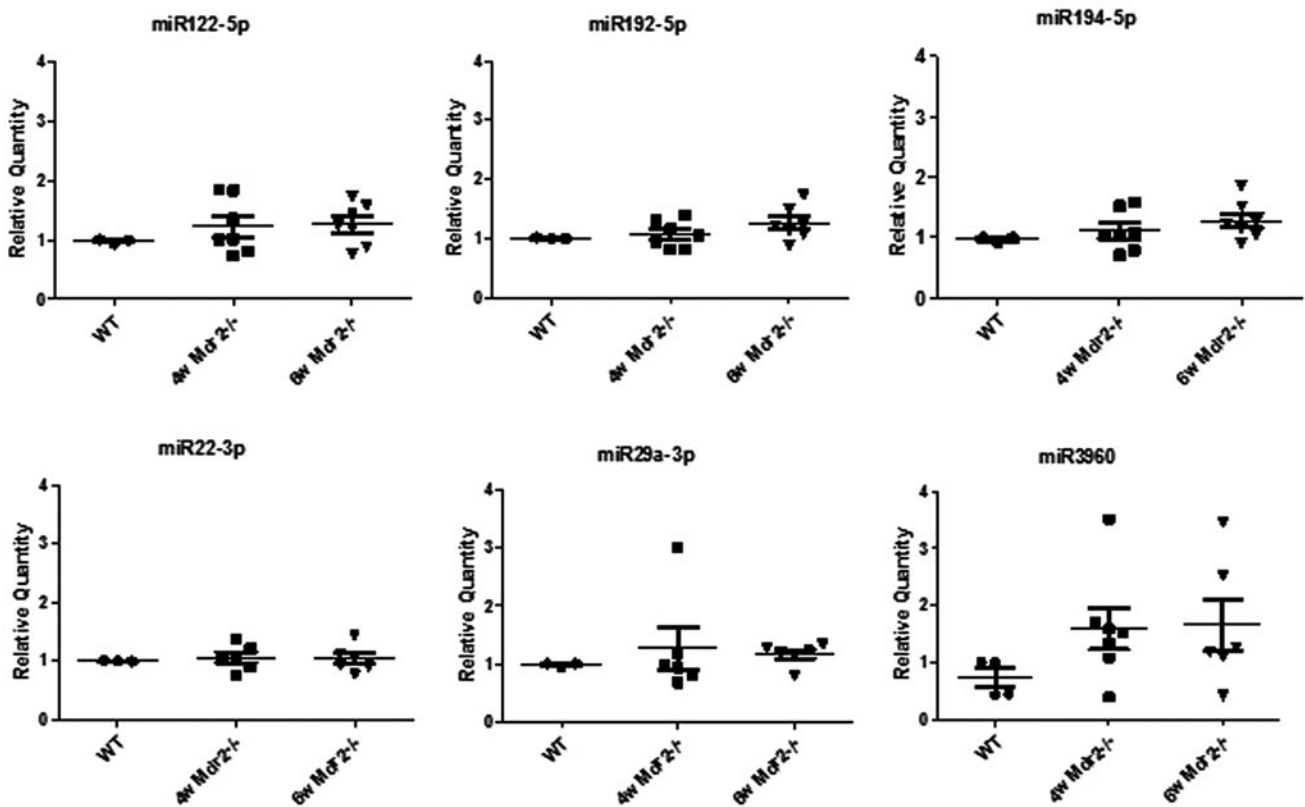 miR122-5p
Relative Quantity
4
3
2
1
0
WT
4w Mdr2-/-
6w Mdr2-/-
miR192-5p
Relative Quantity
4
3
2
1
0
WT
4w Mdr2-/-
6w Mdr2-/-
miR194-5p
Relative Quantity
4
3
2
1
0
WT
4w Mdr2-/-
6w Mdr2-/-
miR22-3p
Relative Quantity
4
3
2
1
0
WT
4w Mdr2-/-
6w Mdr2-/-
miR29a-3p
Relative Quantity
4
3
2
1
0
WT
4w Mdr2-/-
6w Mdr2-/-
miR3960
Relative Quantity
4
3
2
1
0
WT
4w Mdr2-/-
6w Mdr2-/-